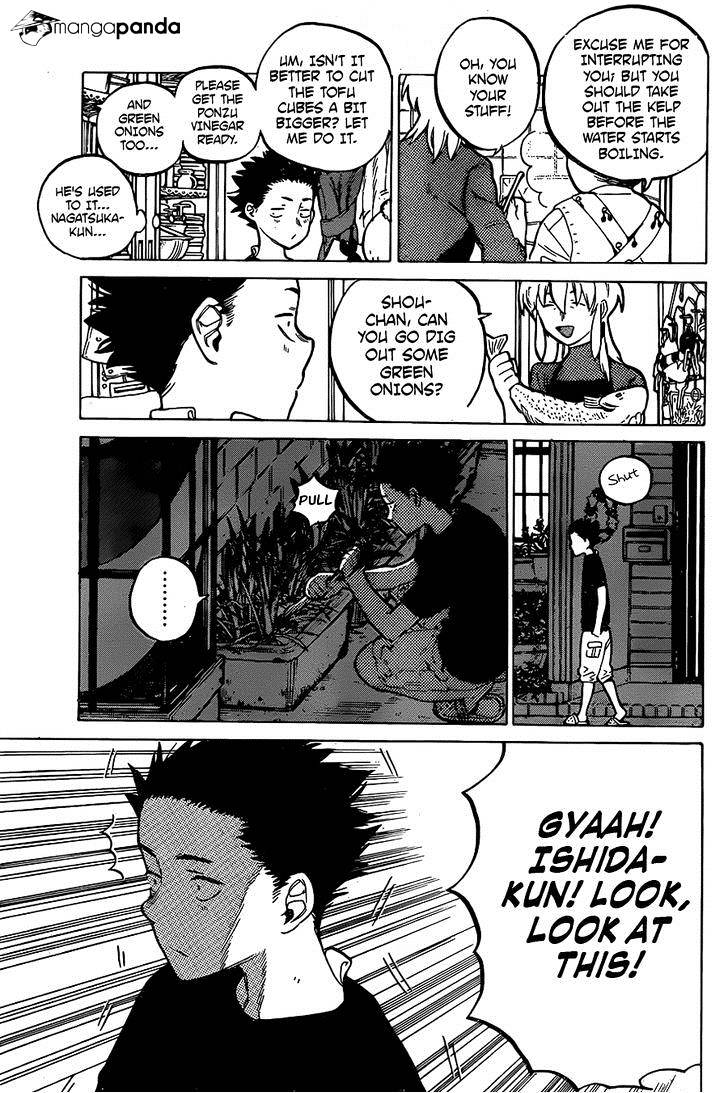 mangapanda
EXCUSE ME FOR
INTERRUPTING
YOU; BUT YOU
SHOULD TAKE
OUT THE KELP
BEFORE THE
WATER STARTS
BOILING.
OH, YOU
KNOW
YOUR
STUFF!
UM, ISN'T IT
BETTER TO CUT
THE TOFU
CUBES A BIT
BIGGER? LET
ME DO IT.
PLEASE
GET THE
PONZU
VINEGAR
READY.
AND
GREEN
ONIONS
TOO...
HE'S USED
TO IT...
NAGATSUKA-
KUN...
SHOU-
CHAN, CAN
YOU GO DIG
OUT SOME
GREEN
ONIONS?
Shut
PULL
.........
GYAAH!
ISHIDA-
KUN! LOOK,
LOOK AT
THIS!